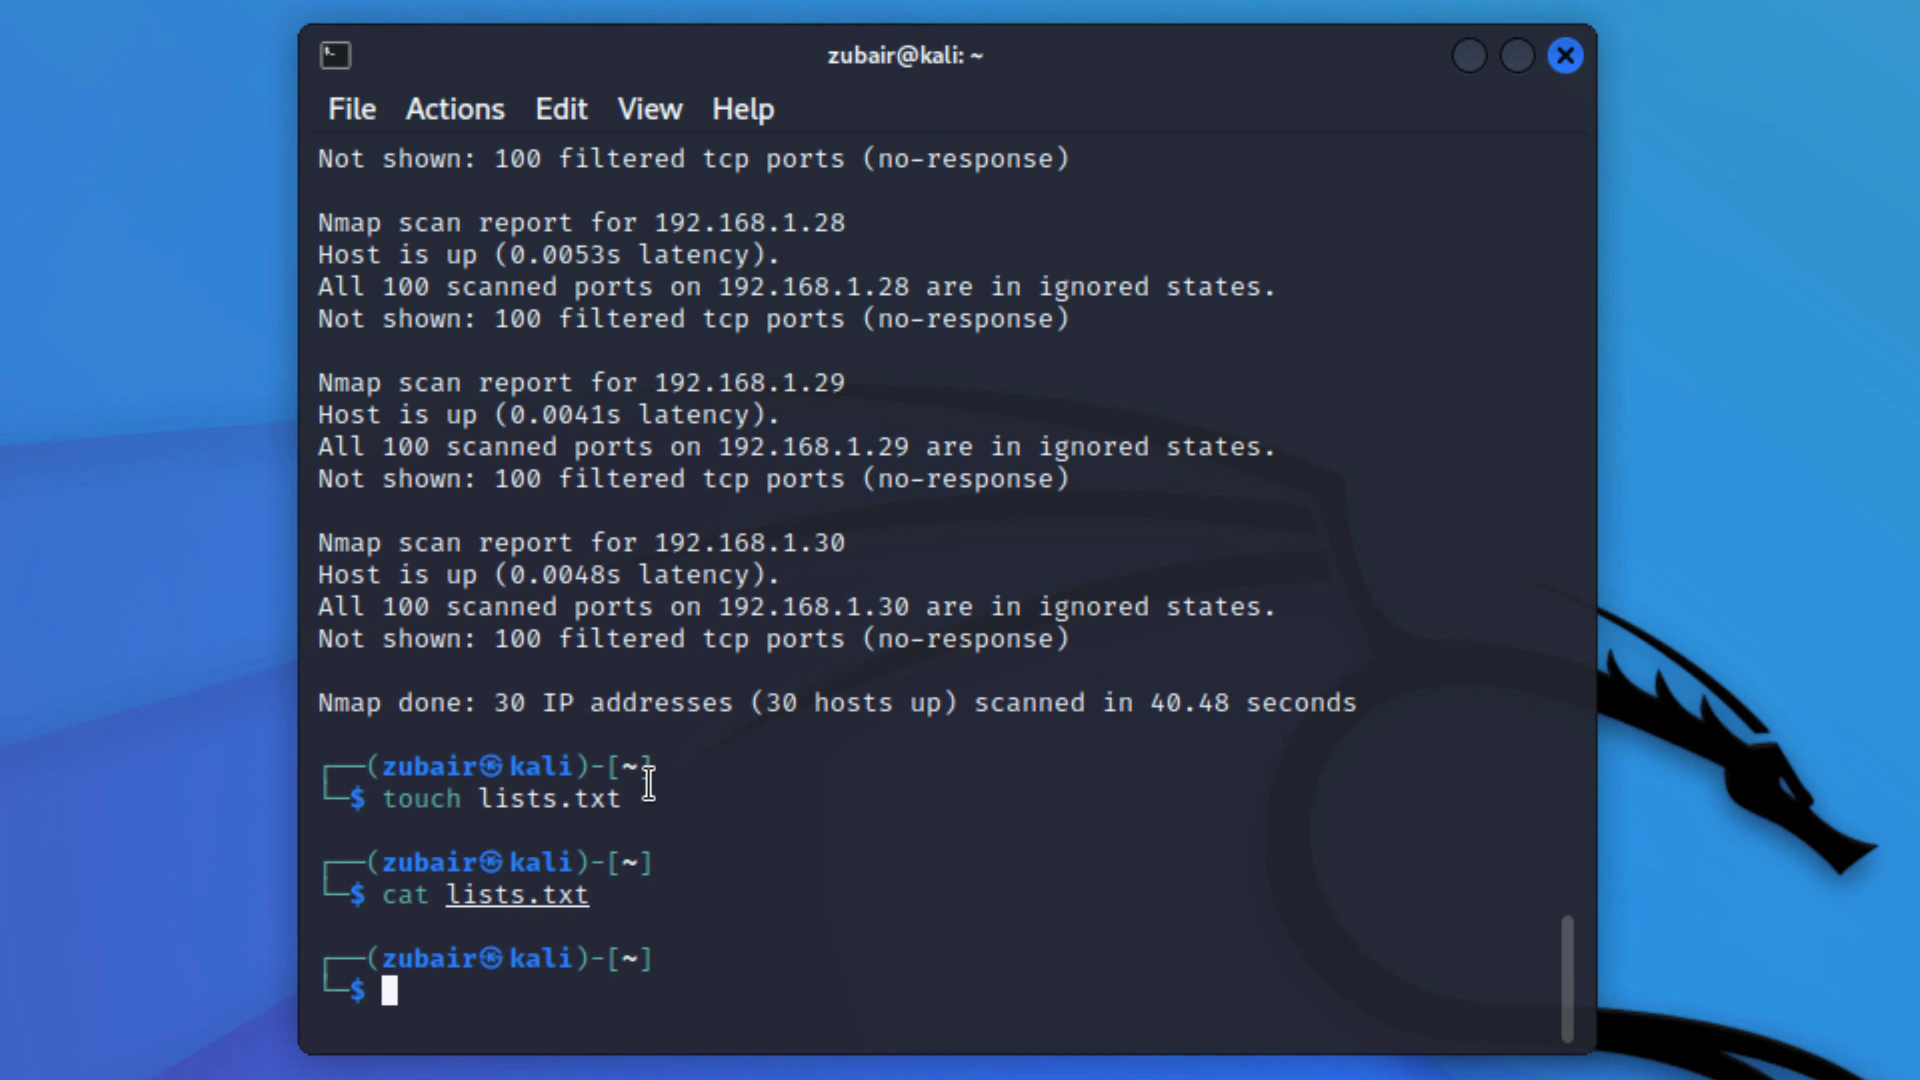 zubair@kali: ~
File Actions Edit View Help
Not shown: 100 filtered tcp ports (no-response)
Nmap scan report for 192.168.1.28
Host is up (0.0053s latency).
All 100 scanned ports on 192.168.1.28 are in ignored states.
Not shown: 100 filtered tcp ports (no-response)
Nmap scan report for 192.168.1.29
Host is up (0.0041s latency).
All 100 scanned ports on 192.168.1.29 are in ignored states.
Not shown: 100 filtered tcp ports (no-response)
Nmap scan report for 192.168.1.30
Host is up (0.0048s latency).
All 100 scanned ports on 192.168.1.30 are in ignored states.
Not shown: 100 filtered tcp ports (no-response)
Nmap done: 30 IP addresses (30 hosts up) scanned in 40.48 seconds
┌──(zubair㉿kali)-[~]
└─$ touch lists.txt
┌──(zubair㉿kali)-[~]
└─$ cat lists.txt
┌──(zubair㉿kali)-[~]
└─$